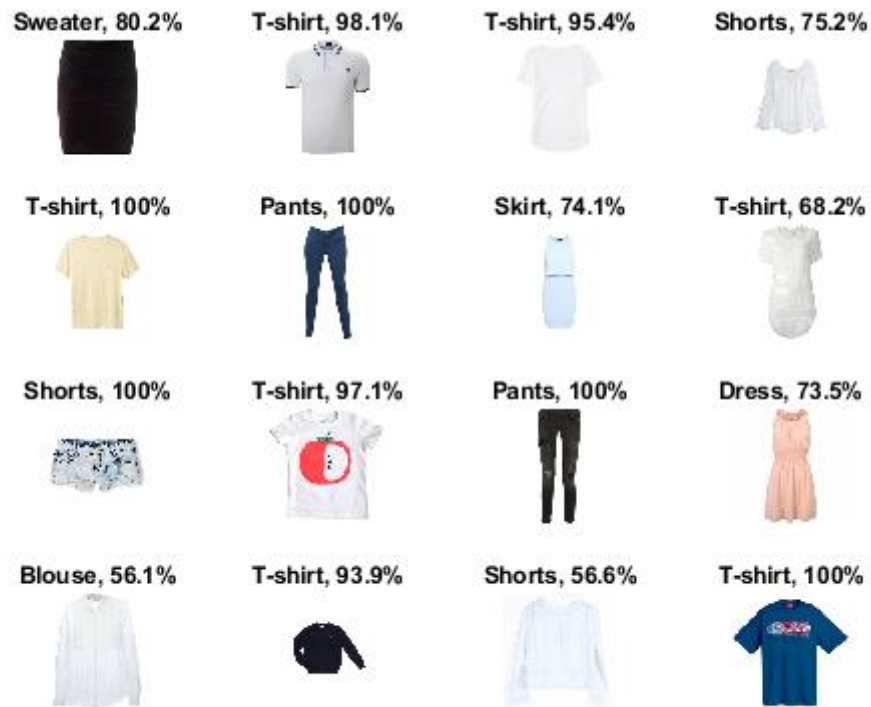 Sweater, 80.2%
T-shirt, 98.1%
T-shirt, 95.4%
Shorts, 75.2%
T-shirt, 100%
Pants, 100%
Skirt, 74.1%
T-shirt, 68.2%
Shorts, 100%
T-shirt, 97.1%
Pants, 100%
Dress, 73.5%
Blouse, 56.1%
T-shirt, 93.9%
Shorts, 56.6%
T-shirt, 100%